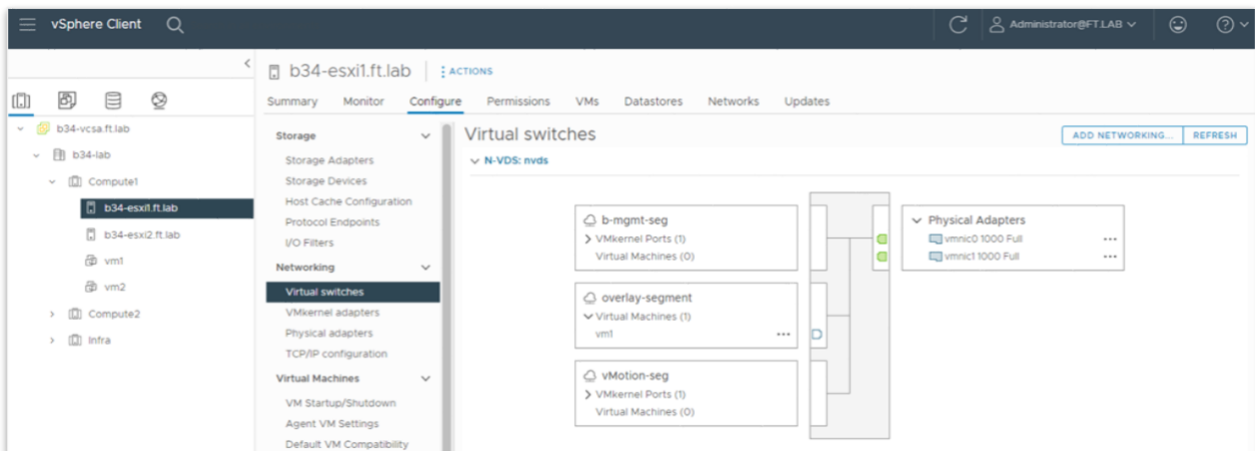 vSphere Client
Administrator@FT.LAB
b34-esxi1.ft.lab
ACTIONS
Summary Monitor Configure Permissions VMs Datastores Networks Updates
b34-vcsa.ft.lab
b34-lab
Compute1
b34-esxi1.ft.lab
b34-esxi2.ft.lab
vm1
vm2
Compute2
Infra
Storage
Storage Adapters
Storage Devices
Host Cache Configuration
Protocol Endpoints
I/O Filters
Networking
Virtual switches
VMkernel adapters
Physical adapters
TCP/IP configuration
Virtual Machines
VM Startup/Shutdown
Agent VM Settings
Default VM Compatibility
Virtual switches
ADD NETWORKING... REFRESH
N-VDS: nvds
b-mgmt-seg
VMkernel Ports (1)
Virtual Machines (0)
overlay-segment
Virtual Machines (1)
vm1
vMotion-seg
VMkernel Ports (1)
Virtual Machines (0)
Physical Adapters
vmnic0 1000 Full
vmnic1 1000 Full